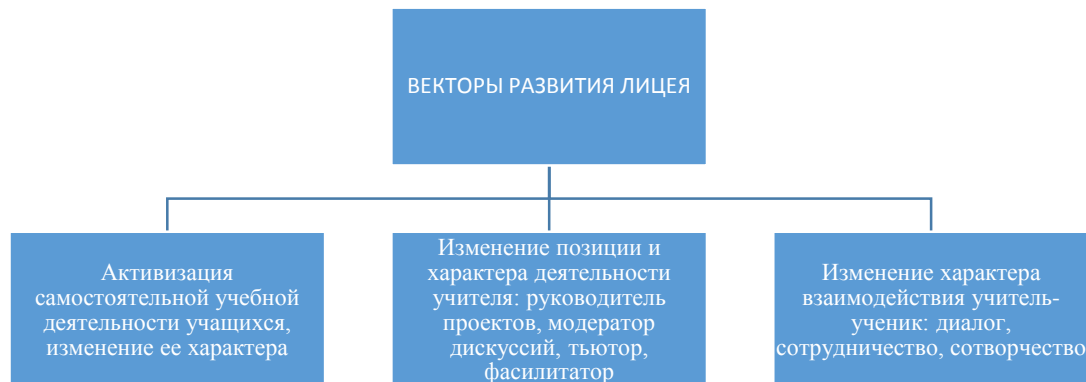 ВЕКТОРЫ РАЗВИТИЯ ЛИЦЕЯ
Активизация
самостоятельной учебной
деятельности учащихся,
изменение ее характера
Изменение позиции и
характера деятельности
учителя: руководитель
проектов, модератор
дискуссий, тьютор,
фасилитатор
Изменение характера
взаимодействия учитель-
ученик: диалог,
сотрудничество, сотворчество